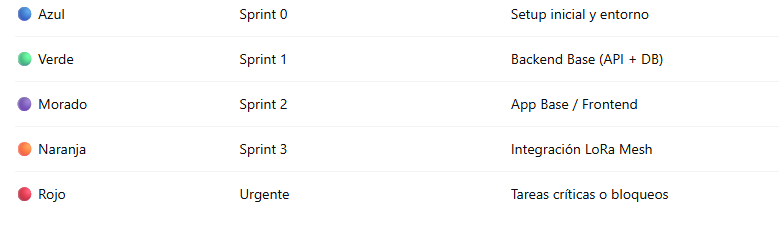 Azul Sprint 0 Setup inicial y entorno
Verde Sprint 1 Backend Base (API + DB)
Morado Sprint 2 App Base / Frontend
Naranja Sprint 3 Integración LoRa Mesh
Rojo Urgente Tareas críticas o bloqueos